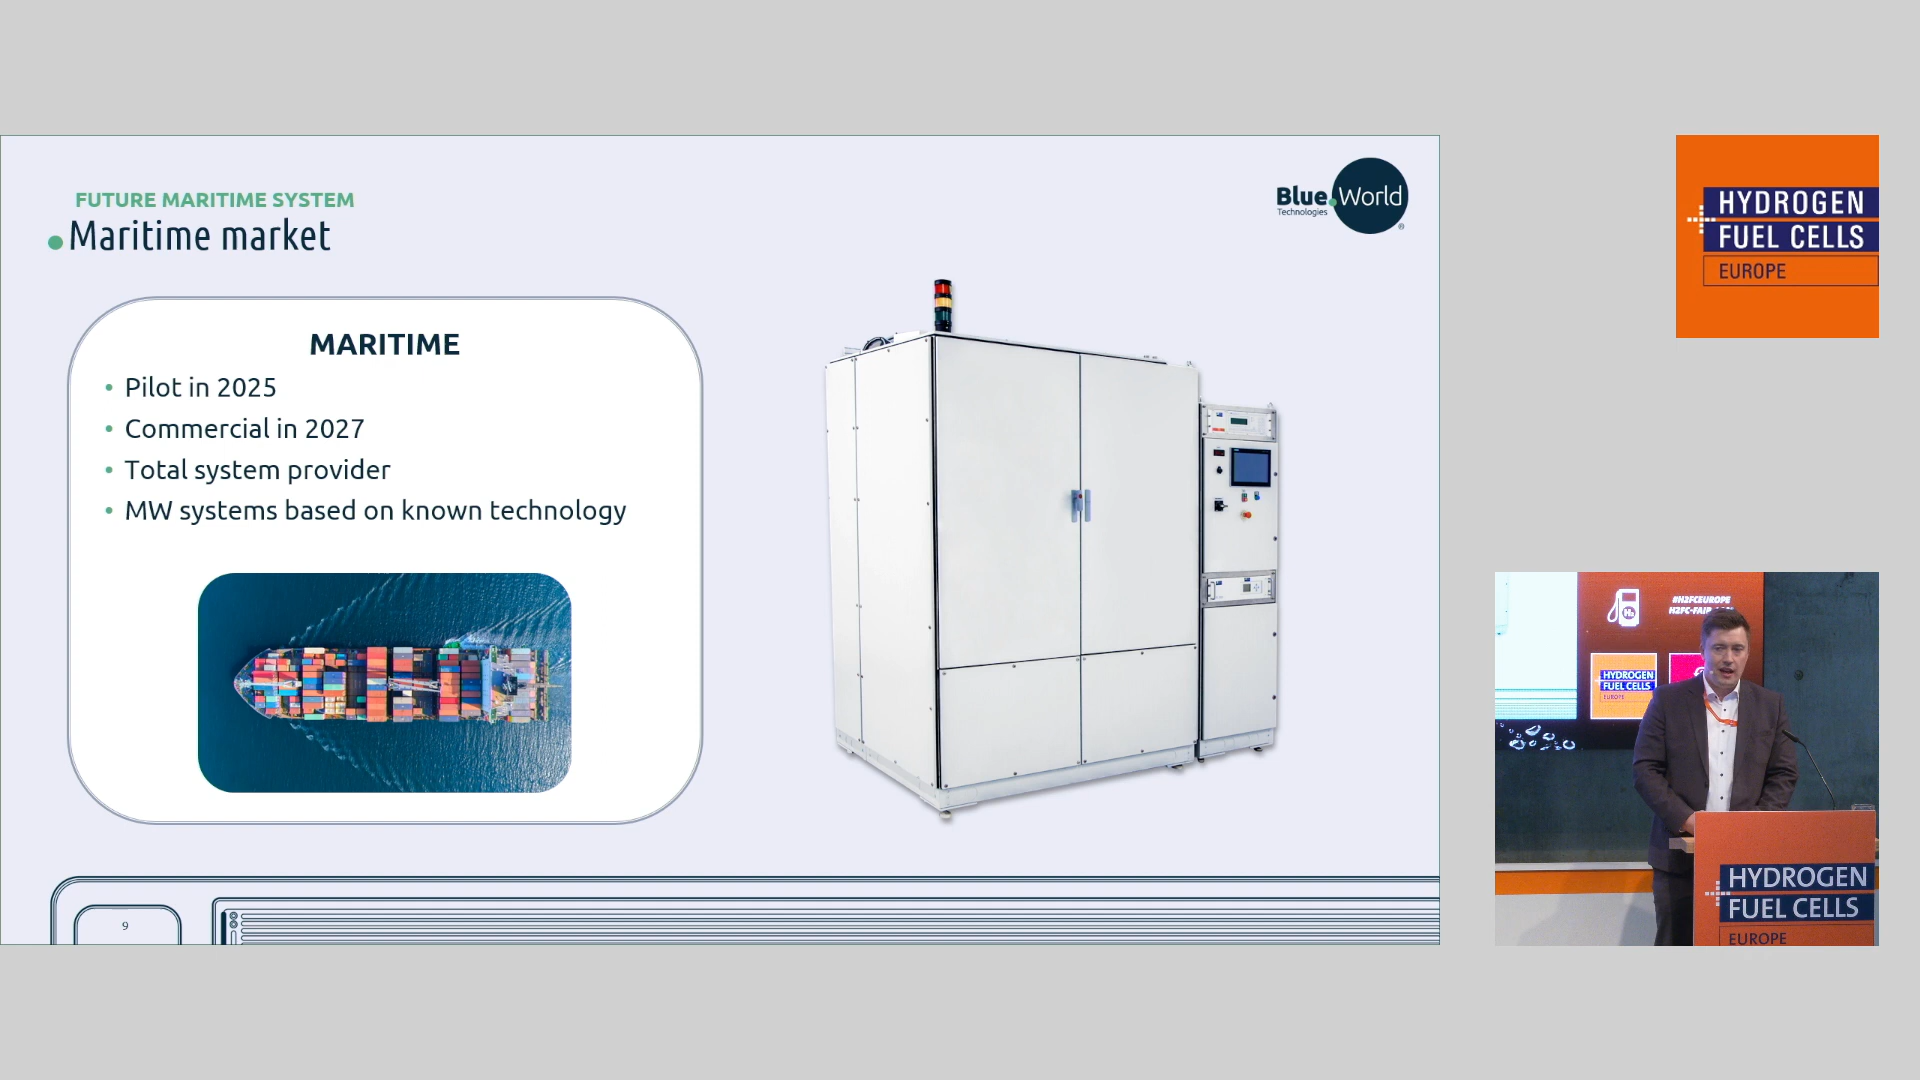 FUTURE MARITIME SYSTEM
Maritime market
Blue World
Technologies
®
MARITIME
• Pilot in 2025
• Commercial in 2027
• Total system provider
• MW systems based on known technology
9
HYDROGEN
FUEL CELLS
EUROPE
#H2FCEUROPE
H2
HYDROGEN
FUEL CELLS
EUROPE
HYDROGEN
FUEL CELLS
EUROPE